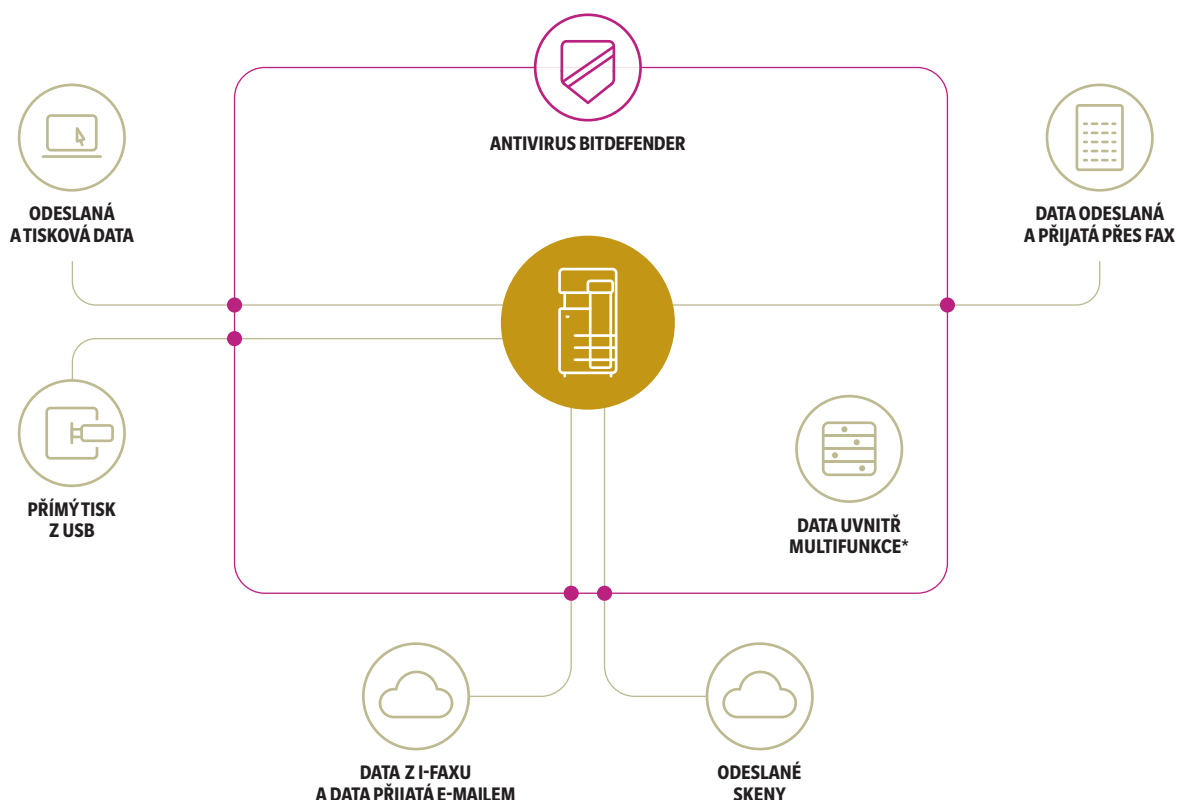 ANTIVIRUS BITDEFENDER
ODESLANÁ
A TISKOVÁ DATA
DATA ODESLANÁ
A PŘIJATÁ PŘES FAX
PŘÍMÝ TISK
Z USB
DATA UVNITŘ
MULTIFUNKCE*
DATA Z I-FAXU
A DATA PŘIJATÁ E-MAILEM
ODESLANÉ
SKENY